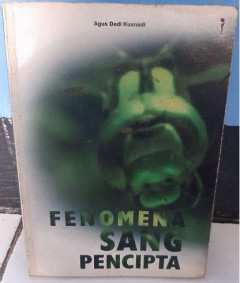 Agus Dedi Kusnadi
FENOMENA
SANG
PENCIPTA